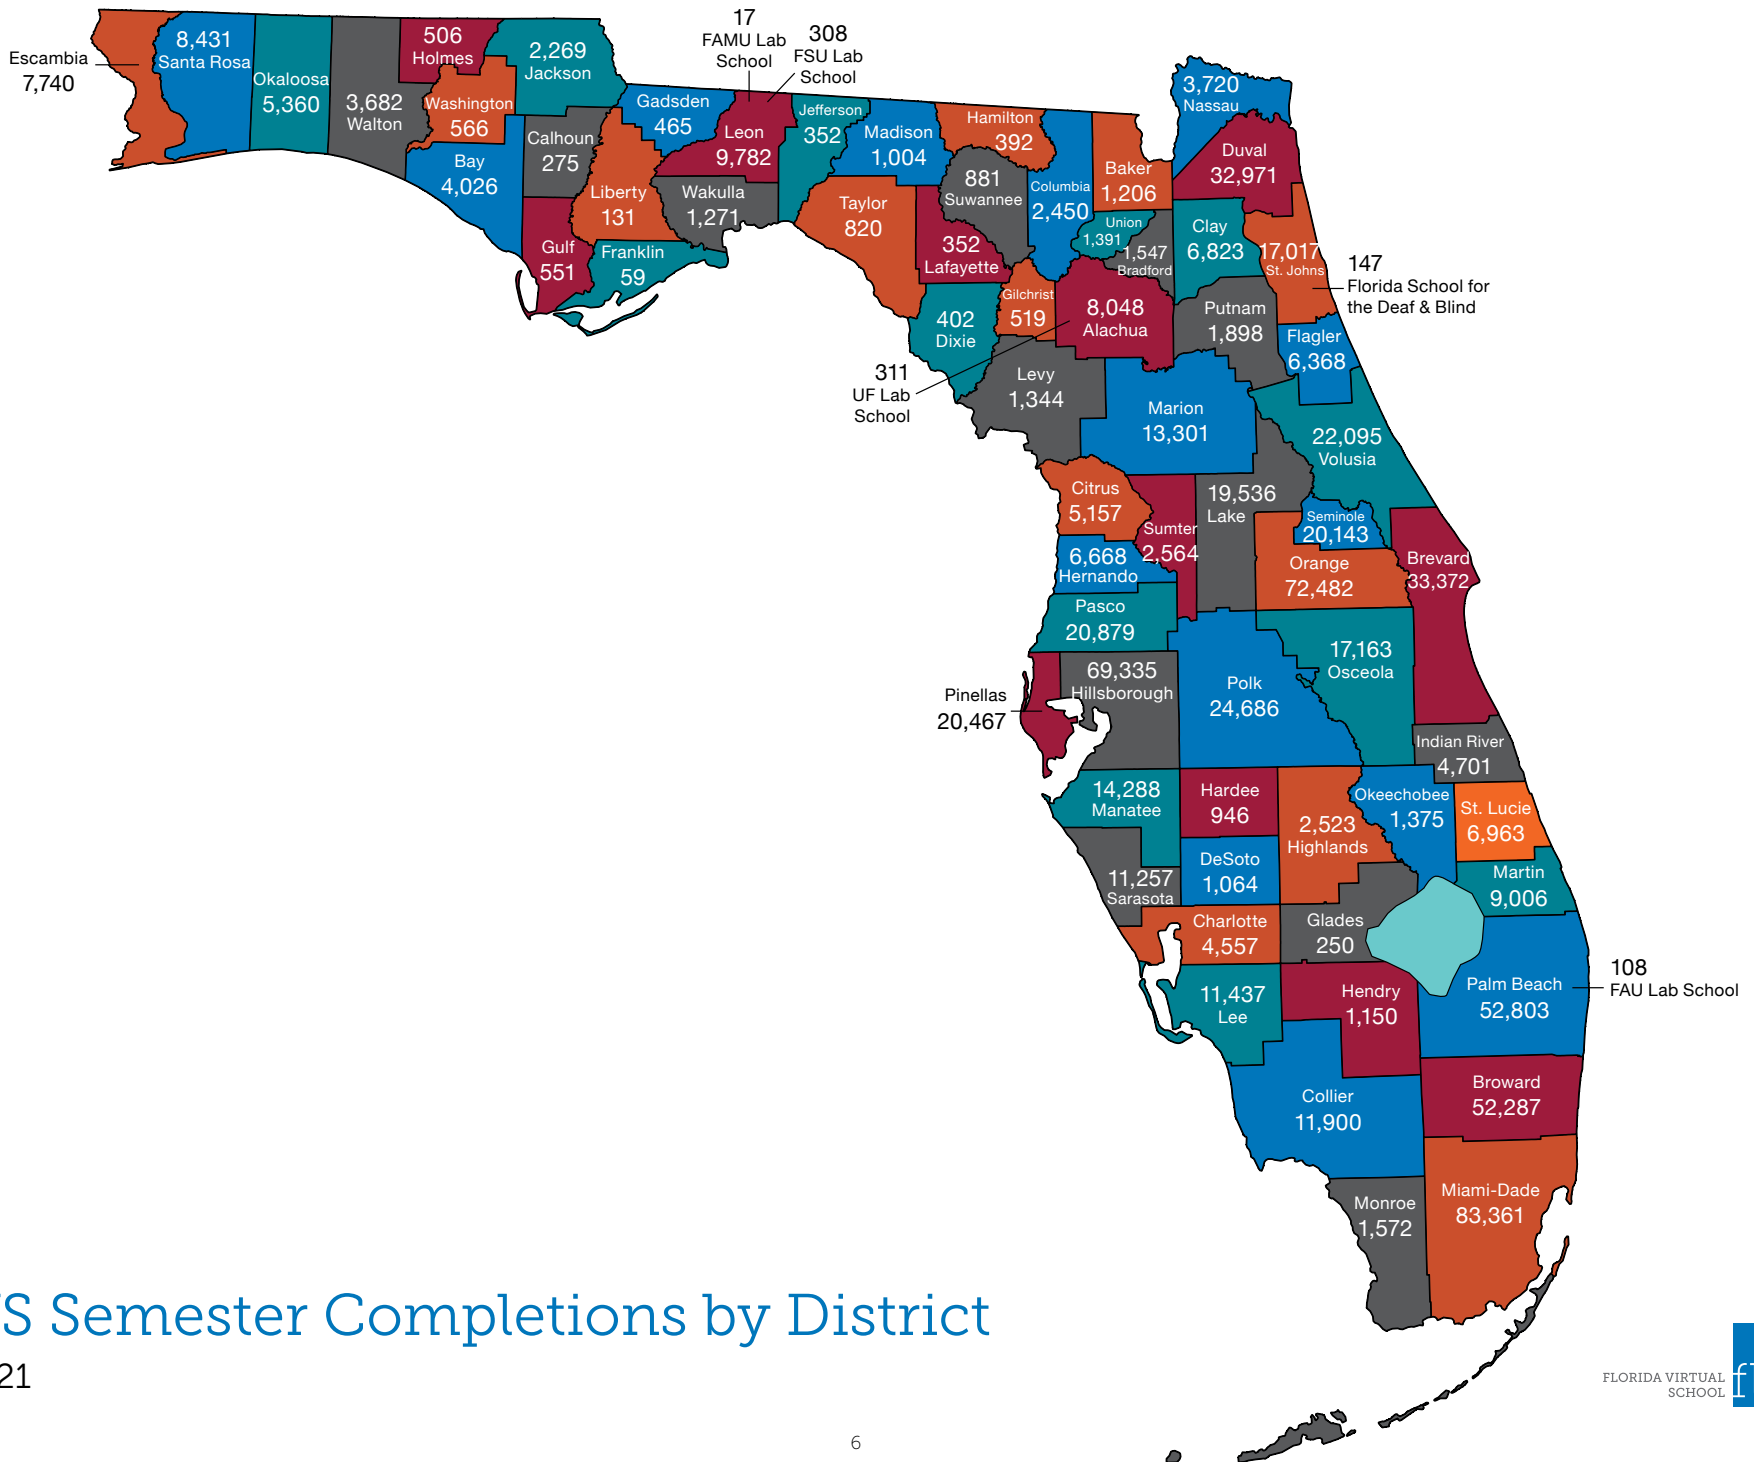 Escambia
7,740
8,431
Santa Rosa
Okaloosa
5,360
3,682
Walton
506
Holmes
Washington
566
2,269
Jackson
Bay
4,026
Calhoun
275
Gulf
551
Liberty
131
Franklin
59
Gadsden
465
17
FAMU Lab
School
308
FSU Lab
School
Leon
9,782
Wakulla
1,271
Jefferson
352
Madison
1,004
Taylor
820
Hamilton
392
881
Suwannee
352
Lafayette
402
Dixie
Columbia
2,450
Gilchrist
519
Baker
1,206
Union
1,391
1,547
Bradford
3,720
Nassau
Duval
32,971
Clay
6,823
17,017
St. Johns
147
Florida School for
the Deaf & Blind
8,048
Alachua
311
UF Lab
School
Putnam
1,898
Flagler
6,368
Levy
1,344
Marion
13,301
22,095
Volusia
Citrus
5,157
Sumter
2,564
19,536
Lake
Seminole
20,143
Orange
72,482
Brevard
33,372
6,668
Hernando
Pasco
20,879
Pinellas
20,467
69,335
Hillsborough
Polk
24,686
17,163
Osceola
Indian River
4,701
14,288
Manatee
Hardee
946
2,523
Highlands
Okeechobee
1,375
St. Lucie
6,963
DeSoto
1,064
11,257
Sarasota
Martin
9,006
Charlotte
4,557
Glades
250
11,437
Lee
Hendry
1,150
Palm Beach
52,803
108
FAU Lab School
Collier
11,900
Broward
52,287
Monroe
1,572
Miami-Dade
83,361
S Semester Completions by District
21
FLORIDA VIRTUAL
SCHOOL
6